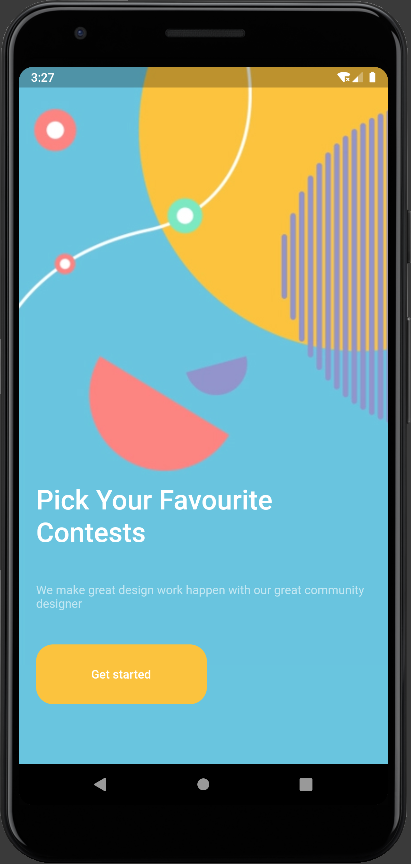 3:27
Pick Your Favourite
Contests
We make great design work happen with our great community
designer
Get started